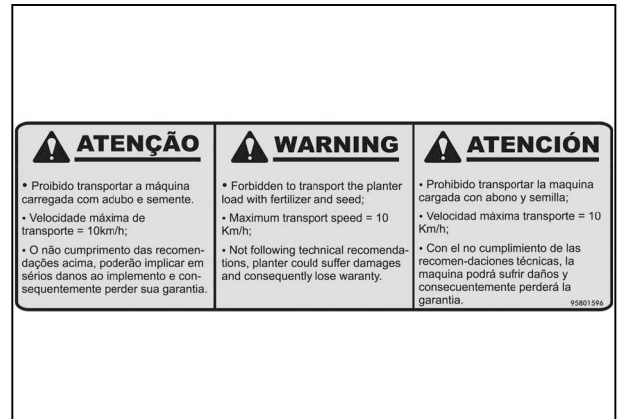 ATENÇÃO
• Proibido transportar a máquina
carregada com adubo e semente.
• Velocidade máxima de
transporte = 10km/h;
• O não cumprimento das recomen-
dações acima, poderão implicar em
sérios danos ao implemento e con-
sequentemente perder sua garantia.
WARNING
• Forbidden to transport the planter
load with fertilizer and seed;
• Maximum transport speed = 10
Km/h;
• Not following technical recomenda-
tions, planter could suffer damages
and consequently lose waranty.
ATENCIÓN
• Prohibido transportar la maquina
cargada con abono y semilla;
• Velocidad máxima transporte = 10
Km/h;
• Con el no cumplimiento de las
recomen-daciones técnicas, la
maquina podrá sufrir daños y
consecuentemente perderá la
garantia.
95801596